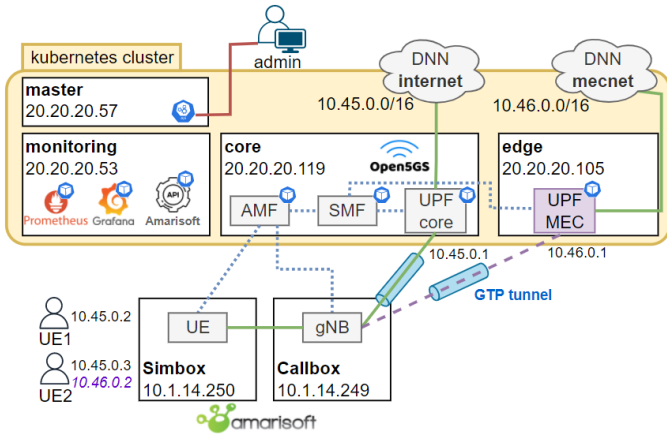 kubernetes cluster
admin
DNN
internet
DNN
mecnet
master
20.20.20.57
10.45.0.0/16
10.46.0.0/16
monitoring
20.20.20.53
Prometheus
Grafana
API
Amarisoft
core
20.20.20.119
Open5GS
AMF
SMF
UPF
core
edge
20.20.20.105
UPF
MEC
10.45.0.1
10.46.0.1
GTP tunnel
UE1
10.45.0.2
UE2
10.45.0.3
10.46.0.2
UE
Simbox
10.1.14.250
gNB
Callbox
10.1.14.249
amarisoft